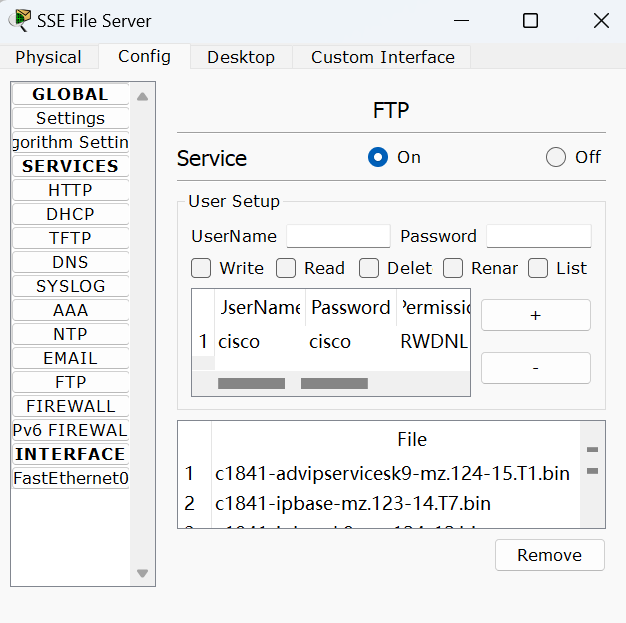 SSE File Server
Physical Config Desktop Custom Interface
GLOBAL
Settings
gorithm Settin
SERVICES
HTTP
DHCP
TFTP
DNS
SYSLOG
AAA
NTP
EMAIL
FTP
FIREWALL
Pv6 FIREWAL
INTERFACE
FastEthernet0
FTP
Service On Off
User Setup
UserName Password
Write Read Delet Renar List
UserName Password Permissic
1 cisco cisco RWDNL
+
-
File
1 c1841-advipservicesk9-mz.124-15.T1.bin
2 c1841-ipbase-mz.123-14.T7.bin
Remove